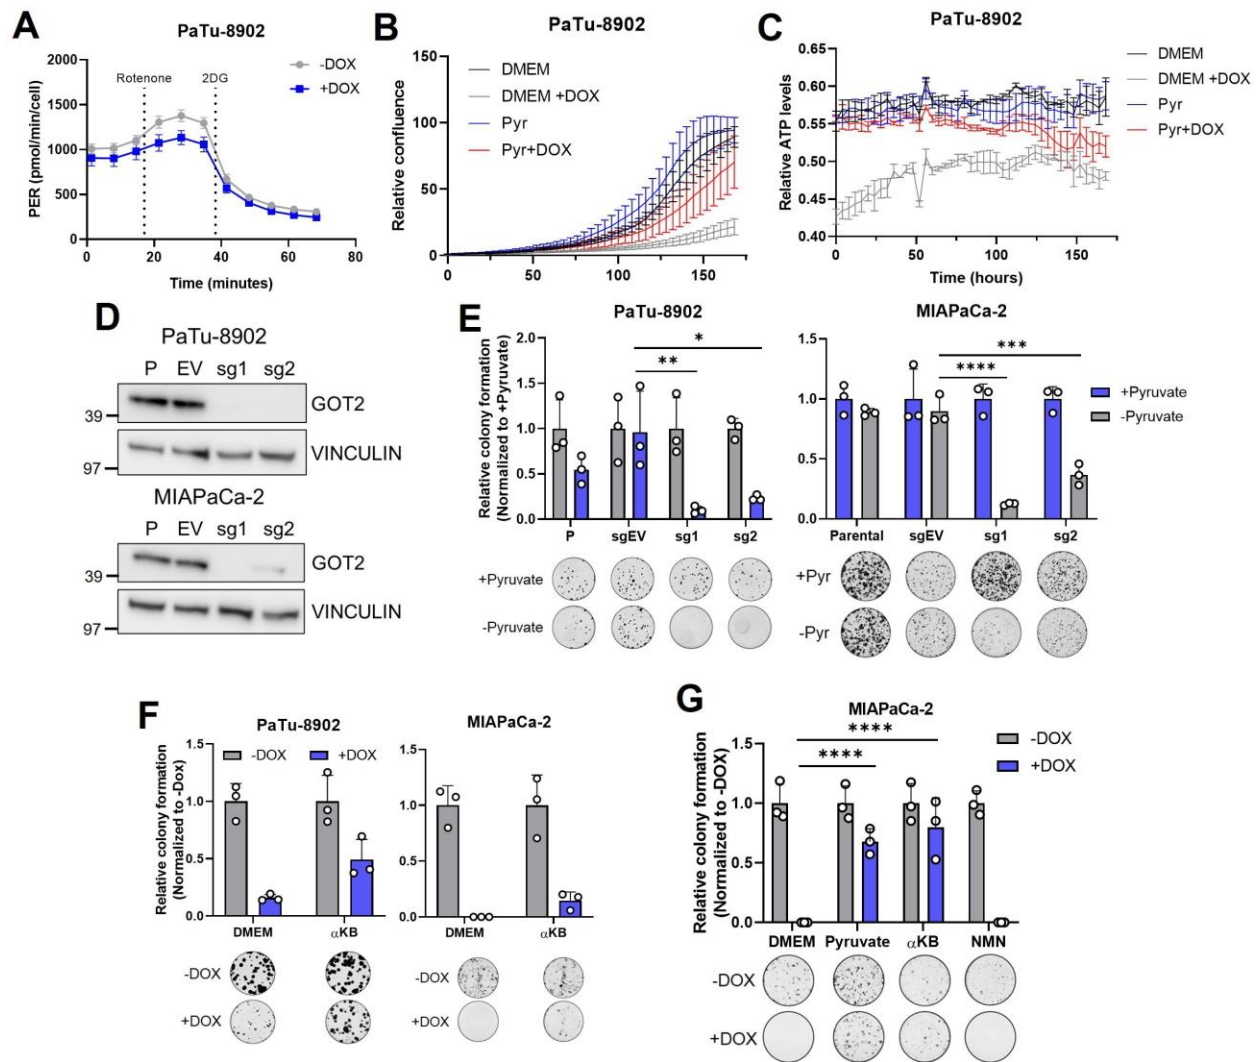 A
PaTu-8902
PER (pmol/min/cell)
2000
1500
1000
500
0
Rotenone
2DG
-DOX
+DOX
0
20
40
60
80
Time (minutes)
B
PaTu-8902
Relative confluence
150
100
50
0
DMEM
DMEM +DOX
Pyr
Pyr+DOX
0
50
100
150
C
PaTu-8902
Relative ATP levels
0.65
0.60
0.55
0.50
0.45
0.40
DMEM
DMEM +DOX
Pyr
Pyr+DOX
0
50
100
150
Time (hours)
D
PaTu-8902
P EV sg1 sg2
39
GOT2
97
VINCULIN
MIAPaCa-2
P EV sg1 sg2
39
GOT2
97
VINCULIN
E
PaTu-8902
Relative colony formation
(Normalized to +Pyruvate)
2.0
1.5
1.0
0.5
0.0
*
**
P sgEV sg1 sg2
+Pyruvate
-Pyruvate
MIAPaCa-2
1.5
1.0
0.5
0.0
***
****
+Pyruvate
-Pyruvate
Parental sgEV sg1 sg2
+Pyr
-Pyr
F
PaTu-8902
Relative colony formation
(Normalized to -Dox)
1.5
1.0
0.5
0.0
-DOX
+DOX
DMEM αKB
-DOX
+DOX
MIAPaCa-2
1.5
1.0
0.5
0.0
DMEM αKB
-DOX
+DOX
G
MIAPaCa-2
Relative colony formation
(Normalized to -DOX)
1.5
1.0
0.5
0.0
****
****
-DOX
+DOX
DMEM Pyruvate αKB NMN
-DOX
+DOX